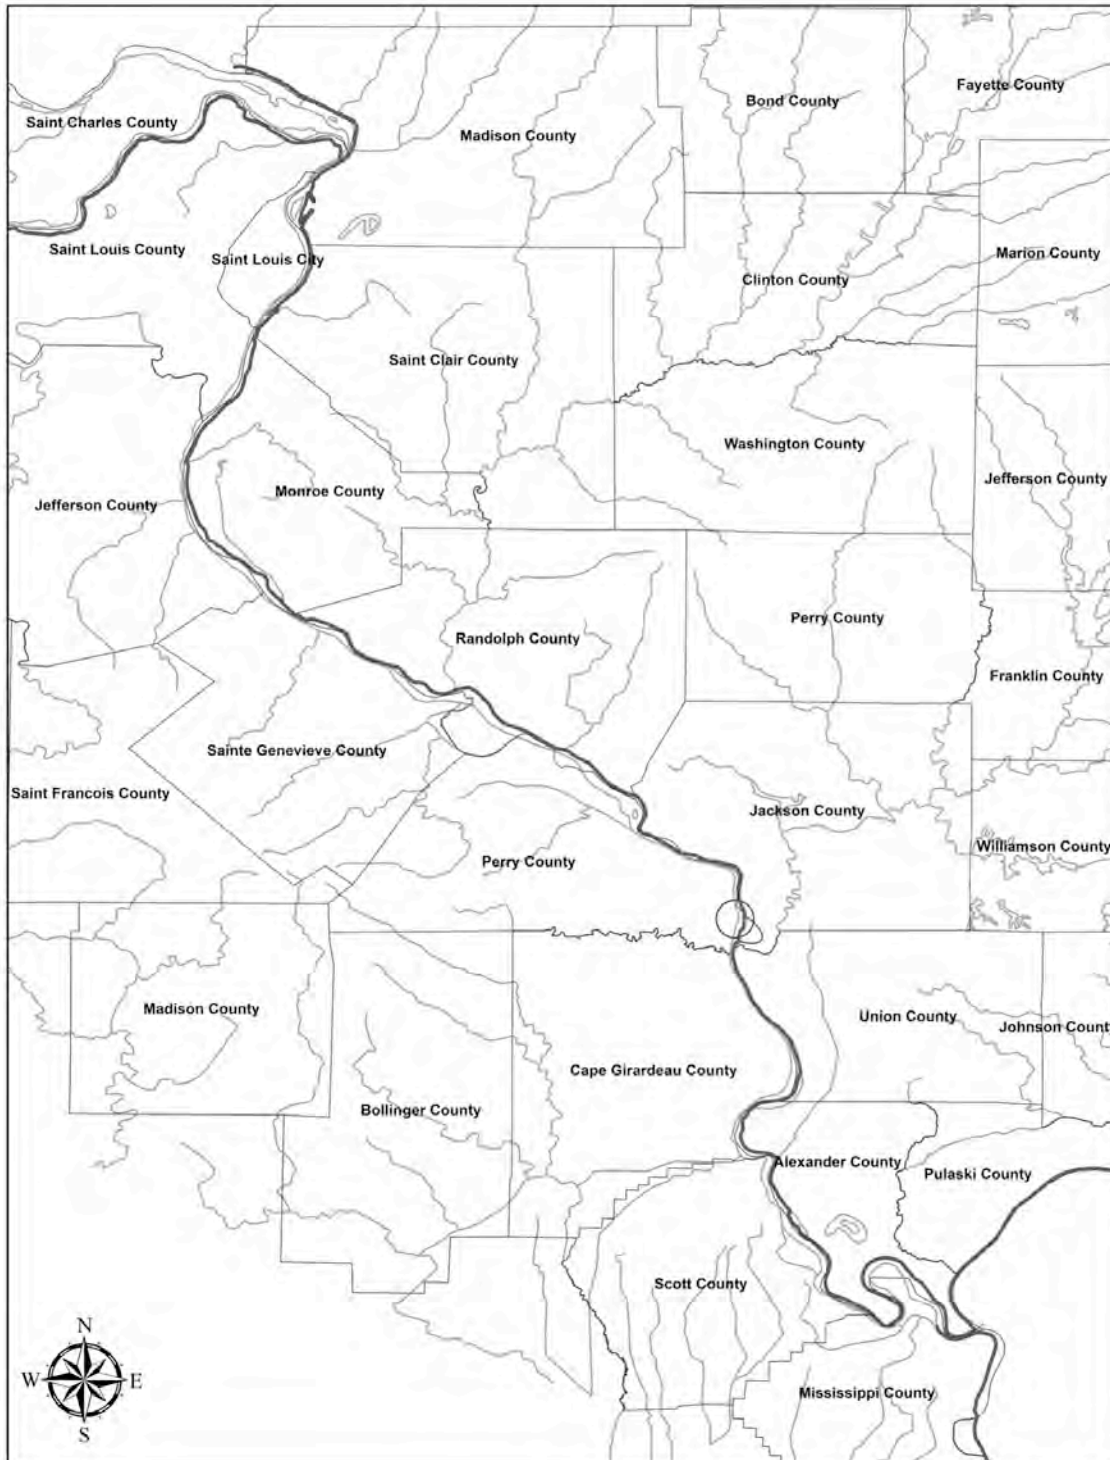 Fayette County
Bond County
Saint Charles County
Madison County
Saint Louis County
Saint Louis City
Marion County
Clinton County
Saint Clair County
Washington County
Jefferson County
Monroe County
Jefferson County
Perry County
Randolph County
Franklin County
Sainte Genevieve County
Saint Francois County
Jackson County
Williamson County
Perry County
Madison County
Union County
Johnson County
Cape Girardeau County
Bollinger County
Alexander County
Pulaski County
Scott County
Mississippi County
N
W
E
S